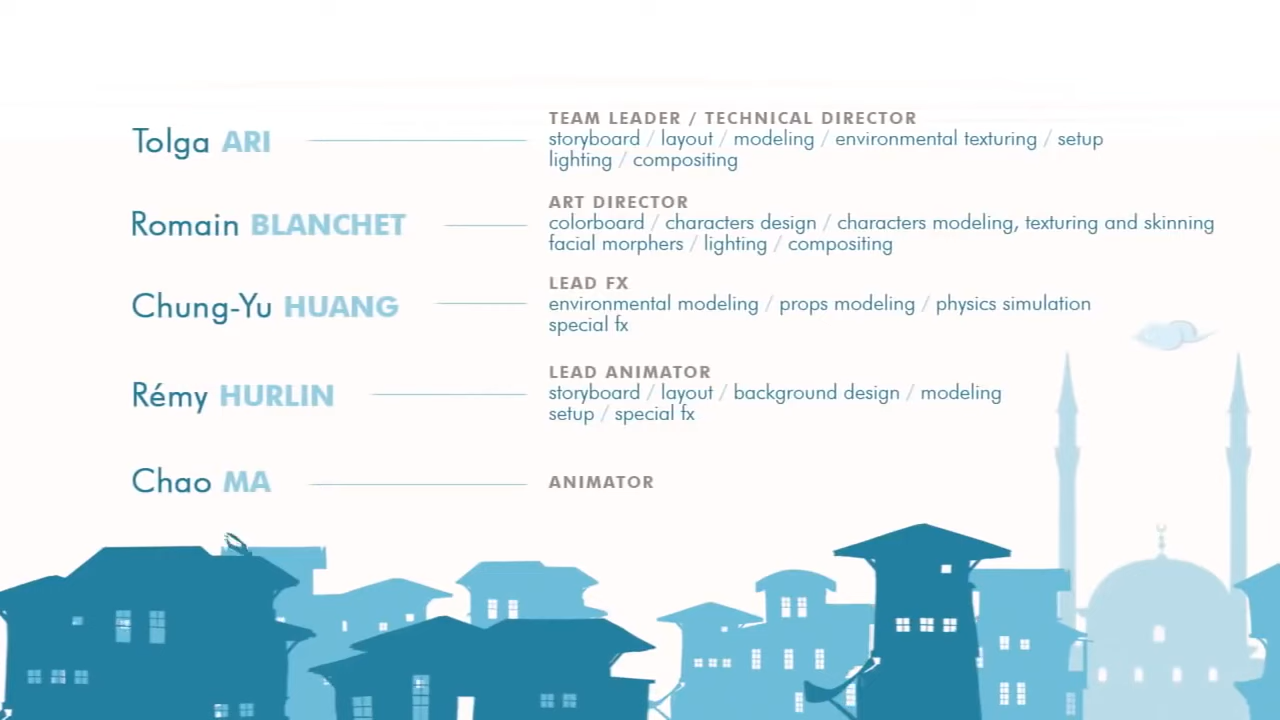 Tolga ARI
TEAM LEADER / TECHNICAL DIRECTOR
storyboard / layout / modeling / environmental texturing / setup
lighting / compositing
Romain BLANCHET
ART DIRECTOR
colorboard / characters design / characters modeling, texturing and skinning
facial morphers / lighting / compositing
Chung-Yu HUANG
LEAD FX
environmental modeling / props modeling / physics simulation
special fx
Rémy HURLIN
LEAD ANIMATOR
storyboard / layout / background design / modeling
setup / special fx
Chao MA
ANIMATOR